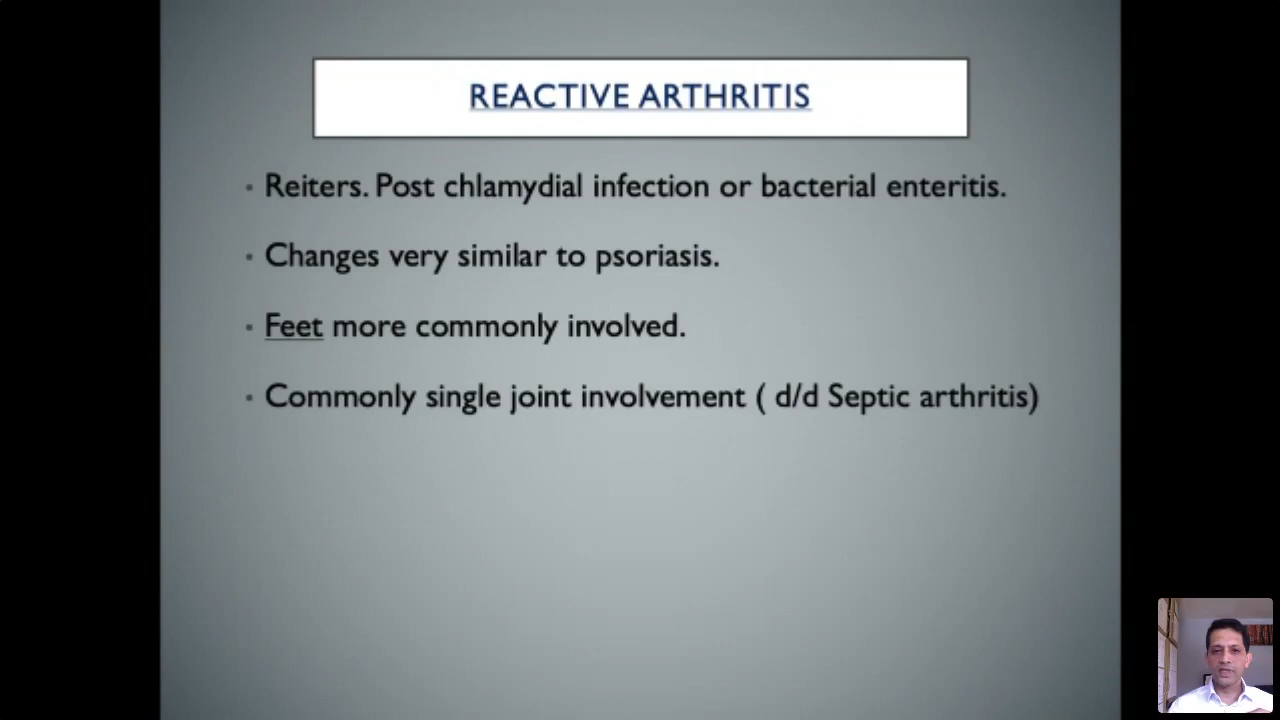 REACTIVE ARTHRITIS
• Reiters. Post chlamydial infection or bacterial enteritis.
• Changes very similar to psoriasis.
• Feet more commonly involved.
• Commonly single joint involvement ( d/d Septic arthritis)